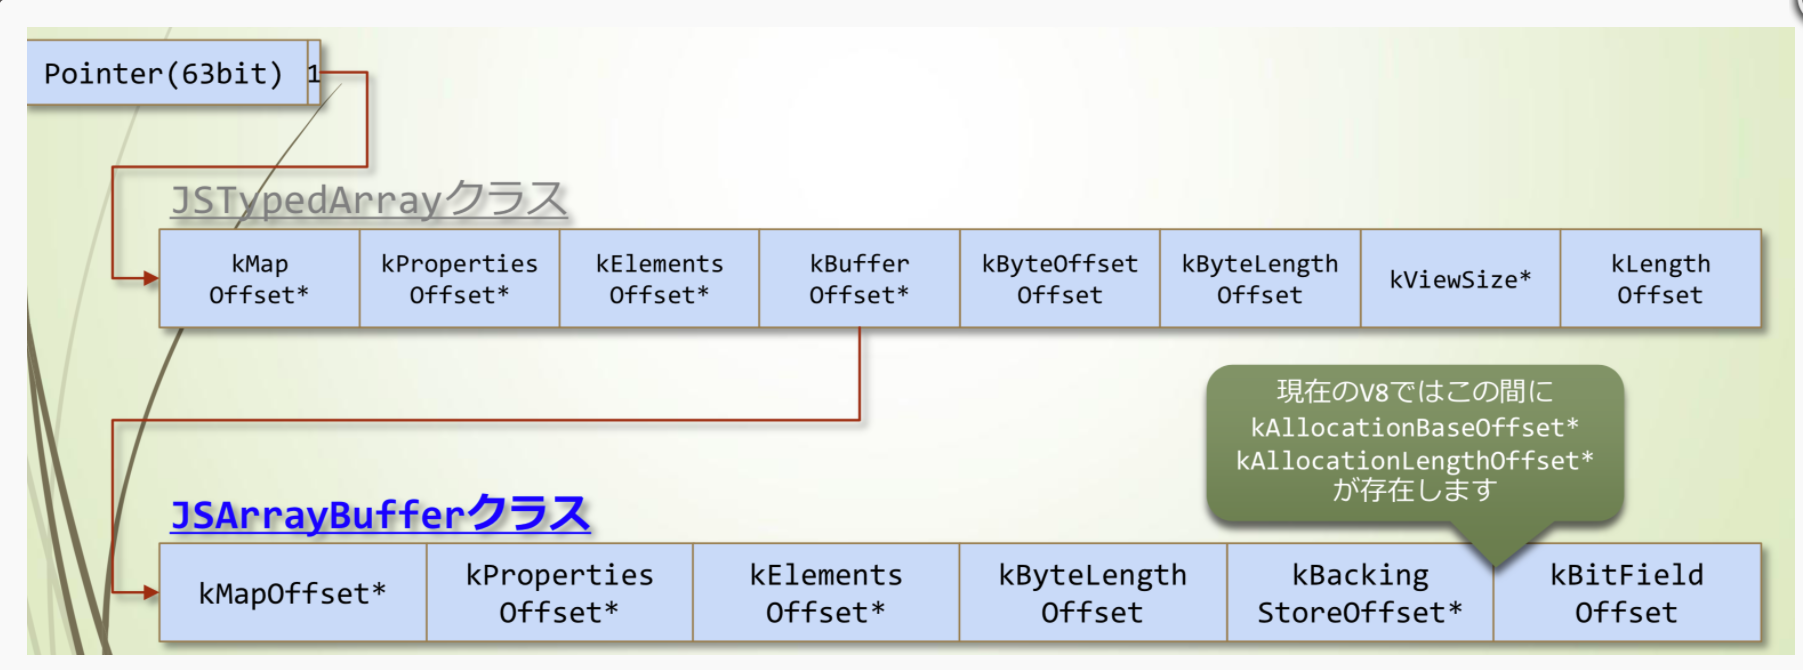 Pointer(63bit) 1
JSTypedArrayクラス
kMap
Offset*
kProperties
Offset*
kElements
Offset*
kBuffer
Offset*
kByteOffset
Offset
kByteLength
Offset
kViewSize*
kLength
Offset
現在のV8ではこの間に
kAllocationBaseOffset*
kAllocationLengthOffset*
が存在します
JSArrayBufferクラス
kMapOffset*
kProperties
Offset*
kElements
Offset*
kByteLength
Offset
kBacking
StoreOffset*
kBitField
Offset